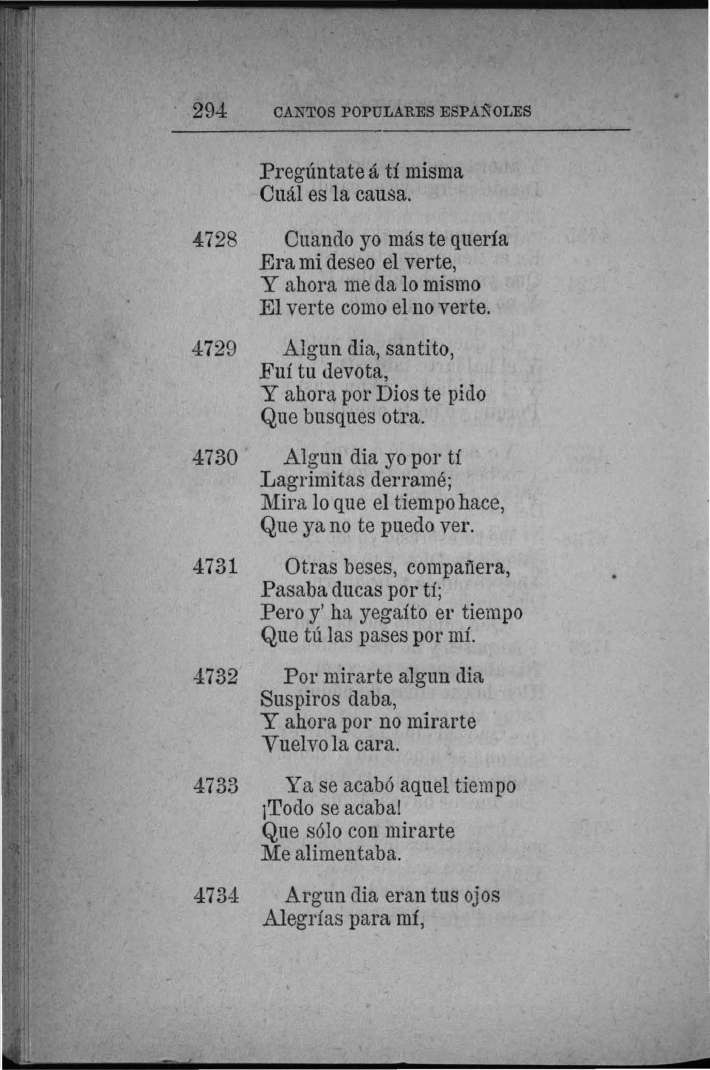 294 CANTOS POPULARES ESPAÑOLES
Pregúntate á tí misma
Cuál es la causa.
4728 Cuando yo más te quería
Era mi deseo el verte,
Y ahora me da lo mismo
El verte como el no verte.
4729 Algun dia, santito,
Fuí tu devota,
Y ahora por Dios te pido
Que busques otra.
4730 Algun dia yo por tí
Lagrimitas derramé;
Mira lo que el tiempo hace,
Que ya no te puedo ver.
4731 Otras beses, compañera,
Pasaba ducas por tí;
Pero y' ha yegaíto er tiempo
Que tú las pases por mí.
4732 Por mirarte algun dia
Suspiros daba,
Y ahora por no mirarte
Vuelvo la cara.
4733 Ya se acabó aquel tiempo
¡Todo se acaba!
Que sólo con mirarte
Me alimentaba.
4734 Argun dia eran tus ojos
Alegrías para mí,